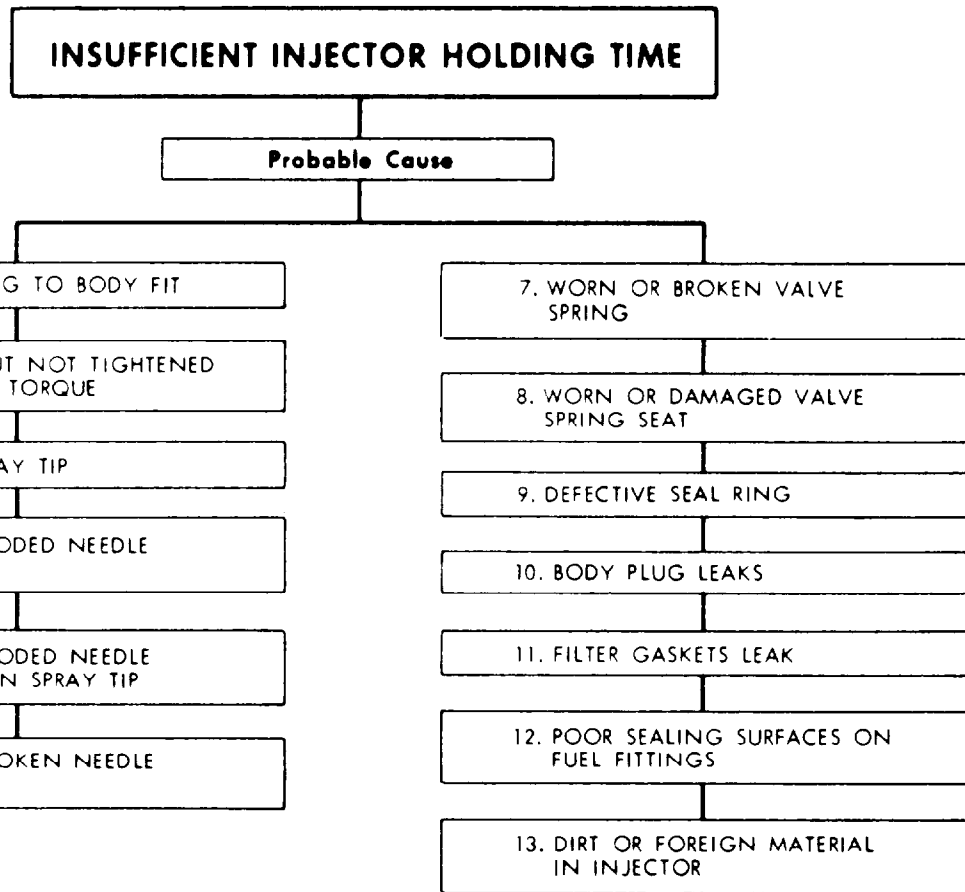 INSUFFICIENT INJECTOR HOLDING TIME
Probable Cause
G TO BODY FIT
UT NOT TIGHTENED
TORQUE
AY TIP
ODED NEEDLE
ODED NEEDLE
N SPRAY TIP
OKEN NEEDLE
7. WORN OR BROKEN VALVE
SPRING
8. WORN OR DAMAGED VALVE
SPRING SEAT
9. DEFECTIVE SEAL RING
10. BODY PLUG LEAKS
11. FILTER GASKETS LEAK
12. POOR SEALING SURFACES ON
FUEL FITTINGS
13. DIRT OR FOREIGN MATERIAL
IN INJECTOR